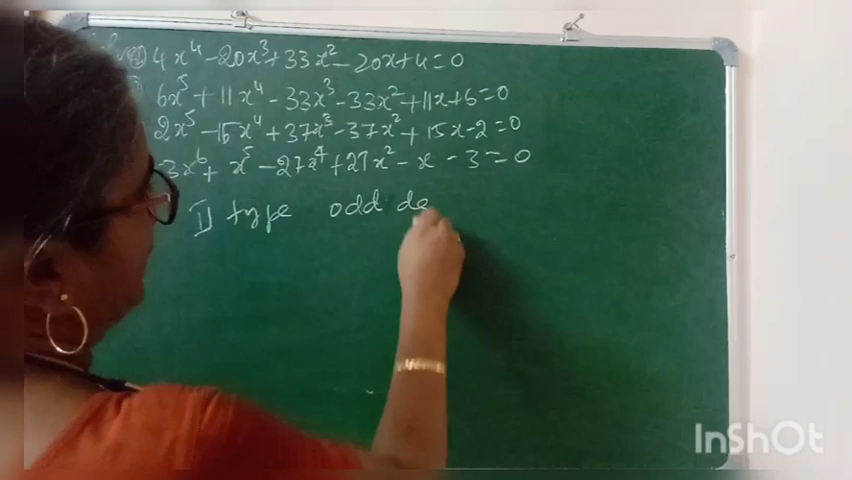 4x⁴ - 20x³ + 33x² - 20x + 4 = 0
6x⁵ + 11x⁴ - 33x³ - 33x² + 11x + 6 = 0
2x⁵ - 15x⁴ + 37x³ - 37x² + 15x - 2 = 0
3x⁶ + x⁵ - 27x⁴ + 27x² - x - 3 = 0
II type odd de
InShOt